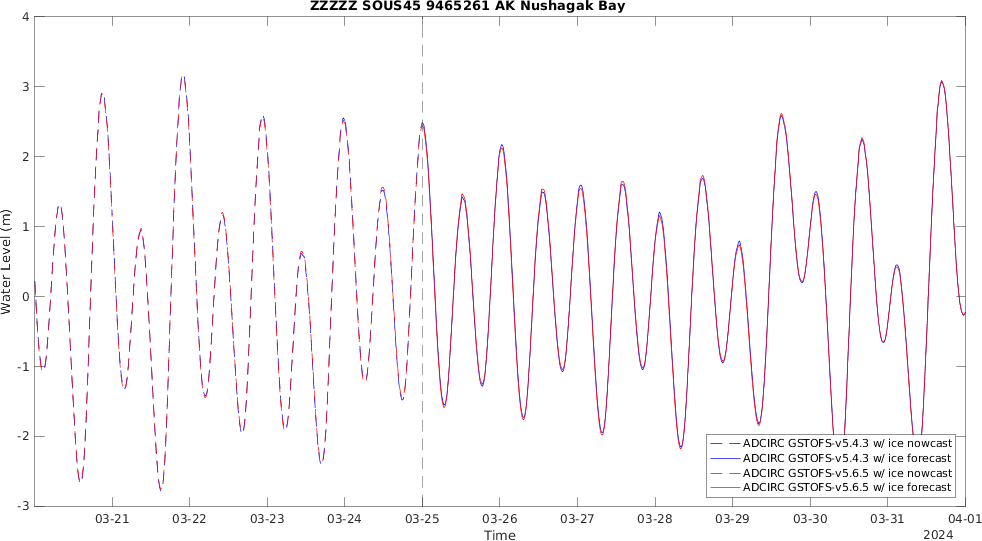 ZZZZZ SOUS45 9465261 AK Nushagak Bay
4
3
2
1
0
-1
-2
-3
Water Level (m)
ADCIRC GSTOFS-v5.4.3 w/ ice nowcast
ADCIRC GSTOFS-v5.4.3 w/ ice forecast
ADCIRC GSTOFS-v5.6.5 w/ ice nowcast
ADCIRC GSTOFS-v5.6.5 w/ ice forecast
03-21 03-22 03-23 03-24 03-25 03-26 03-27 03-28 03-29 03-30 03-31 04-01
Time 2024